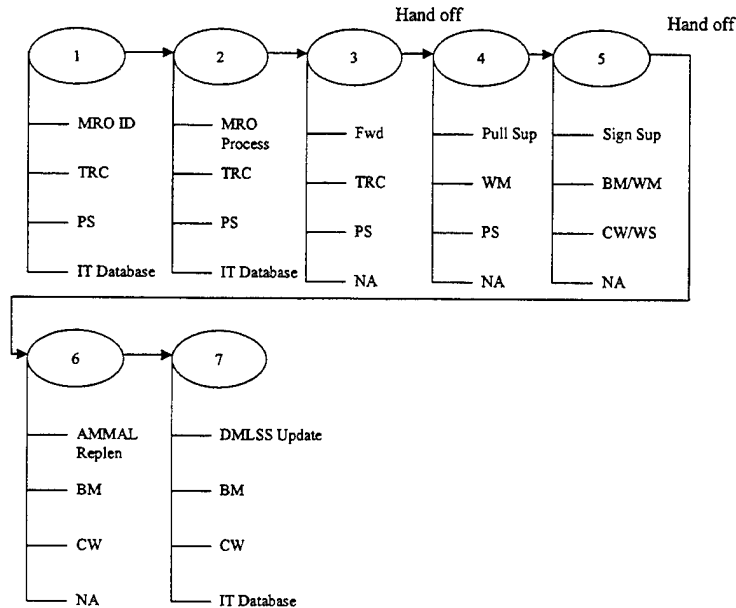 Hand off
Hand off
1
2
3
4
5
MRO ID
TRC
PS
IT Database
MRO
Process
TRC
PS
IT Database
Fwd
TRC
PS
NA
Pull Sup
WM
PS
NA
Sign Sup
BM/WM
CW/WS
NA
6
7
AMMAL
Replen
BM
CW
NA
DMLSS Update
BM
CW
IT Database